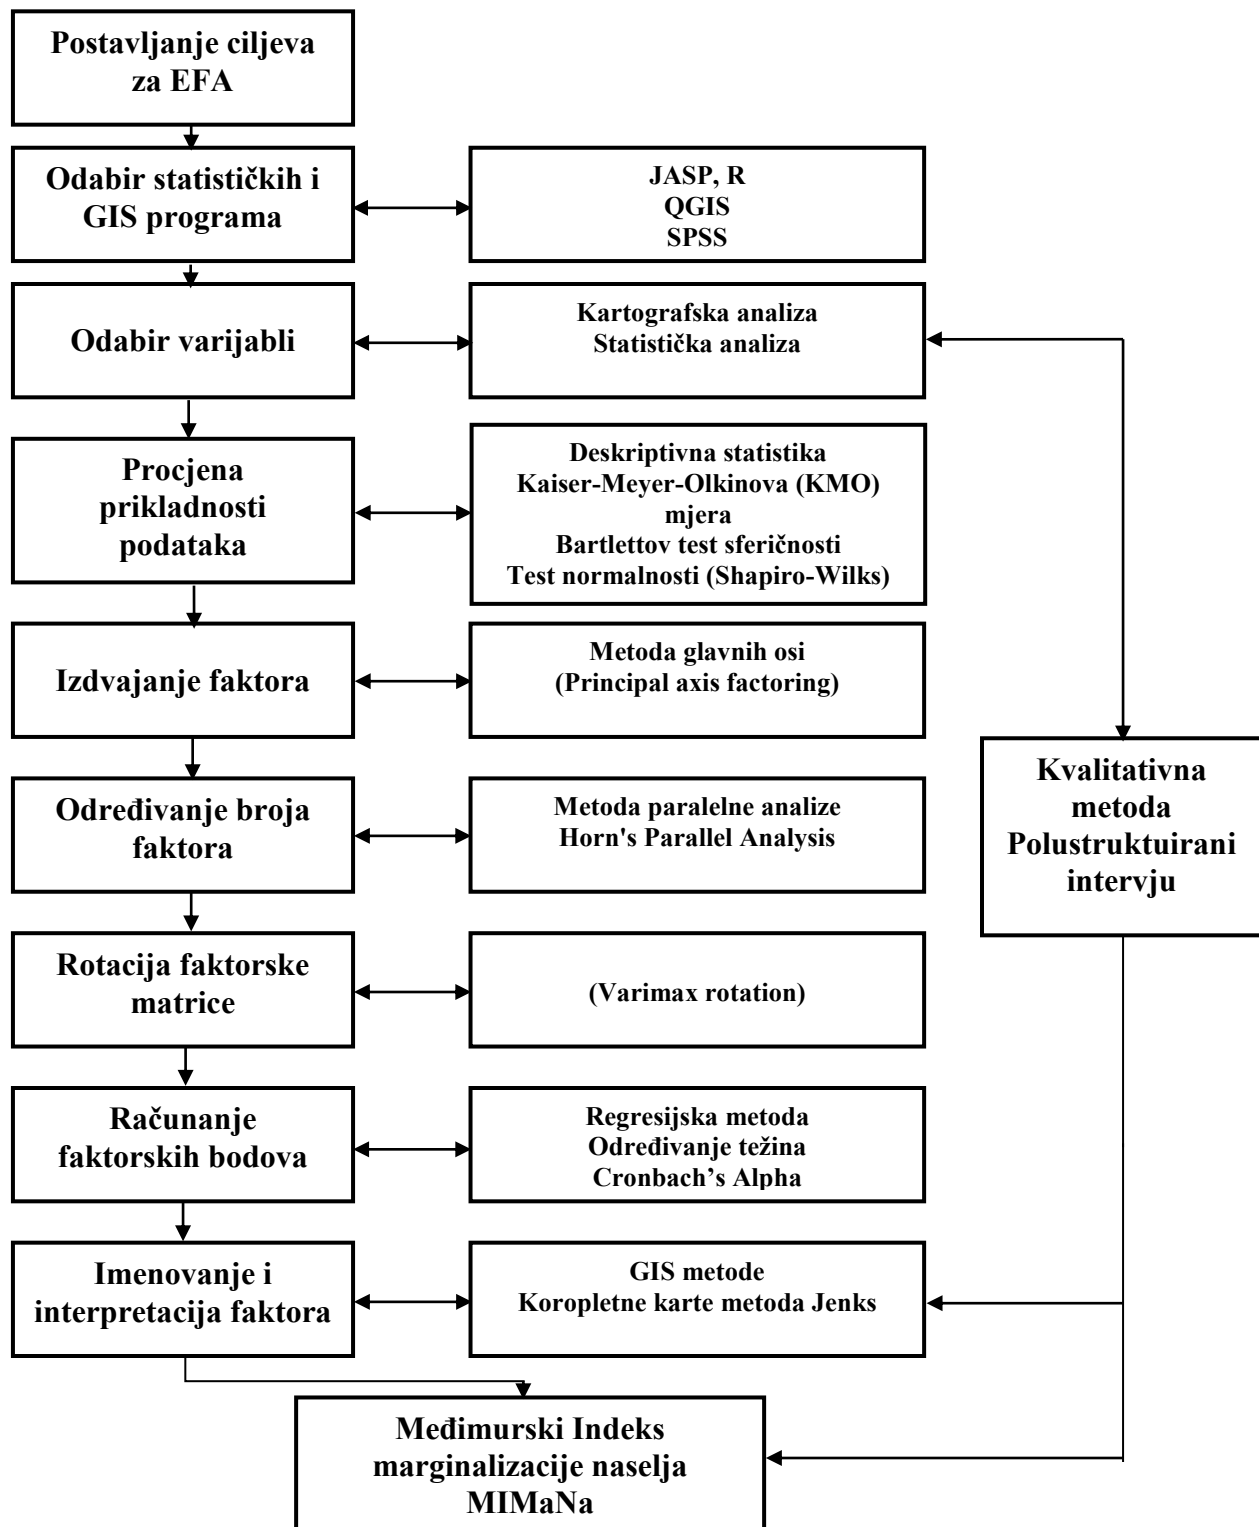 Postavljanje ciljeva
za EFA
Odabir statističkih i
GIS programa
JASP, R
QGIS
SPSS
Odabir varijabli
Kartografska analiza
Statistička analiza
Procjena
prikladnosti
podataka
Deskriptivna statistika
Kaiser-Meyer-Olkinova (KMO)
mjera
Bartlettov test sferičnosti
Test normalnosti (Shapiro-Wilks)
Izdvajanje faktora
Metoda glavnih osi
(Principal axis factoring)
Kvalitativna
metoda
Polustruktuirani
intervju
Određivanje broja
faktora
Metoda paralelne analize
Horn's Parallel Analysis
Rotacija faktorske
matrice
(Varimax rotation)
Računanje
faktorskih bodova
Regresijska metoda
Određivanje težina
Cronbach’s Alpha
Imenovanje i
interpretacija faktora
GIS metode
Koropletne karte metoda Jenks
Međimurski Indeks
marginalizacije naselja
MIMaNa